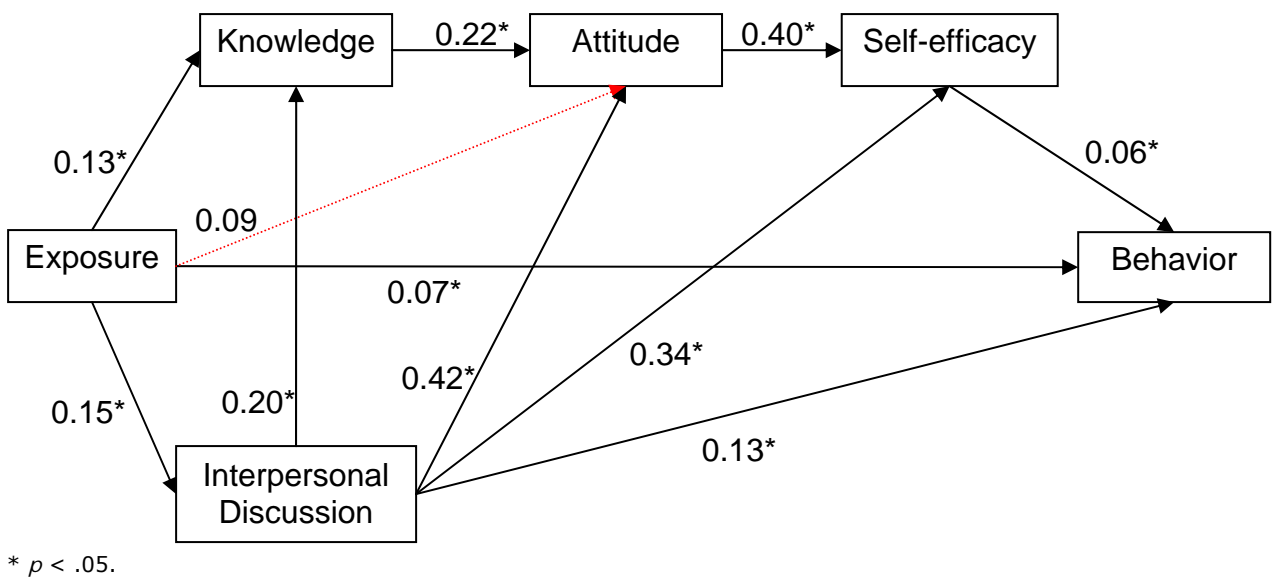 Knowledge
0.22*
Attitude
0.40*
Self-efficacy
0.13*
0.06*
0.09
Exposure
Behavior
0.07*
0.34*
0.42*
0.20*
0.15*
0.13*
Interpersonal
Discussion
* p < .05.